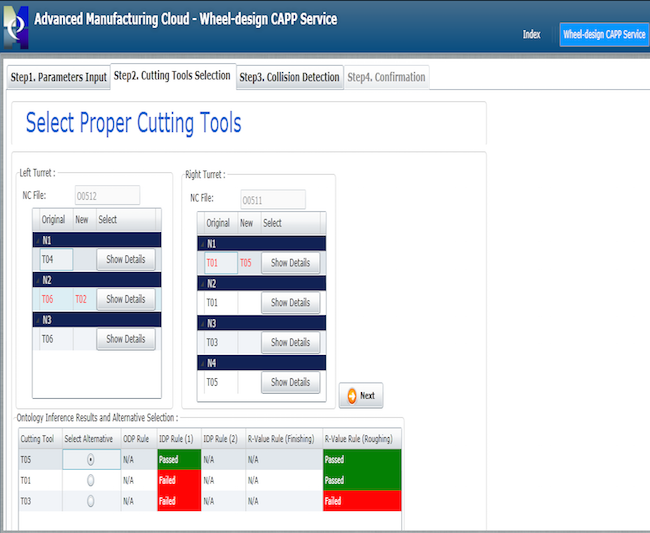 Advanced Manufacturing Cloud - Wheel-design CAPP Service
Index Wheel-design CAPP Service
Step1. Parameters Input Step2. Cutting Tools Selection Step3. Collision Detection Step4. Confirmation
Select Proper Cutting Tools
Left Turret :
NC File: O0512
Original New Select
N1
T04 Show Details
N2
T06 T02 Show Details
N3
T06 Show Details
Right Turret :
NC File: O0511
Original New Select
N1
T01 T05 Show Details
N2
T01 Show Details
N3
T03 Show Details
N4
T05 Show Details
Next
Ontology Inference Results and Alternative Selection :
Cutting Tool Select Alternative ODP Rule IDP Rule (1) IDP Rule (2) R-Value Rule (Finishing) R-Value Rule (Roughing)
T05 N/A Passed N/A N/A Passed
T01 N/A Failed N/A N/A Passed
T03 N/A Failed N/A N/A Failed